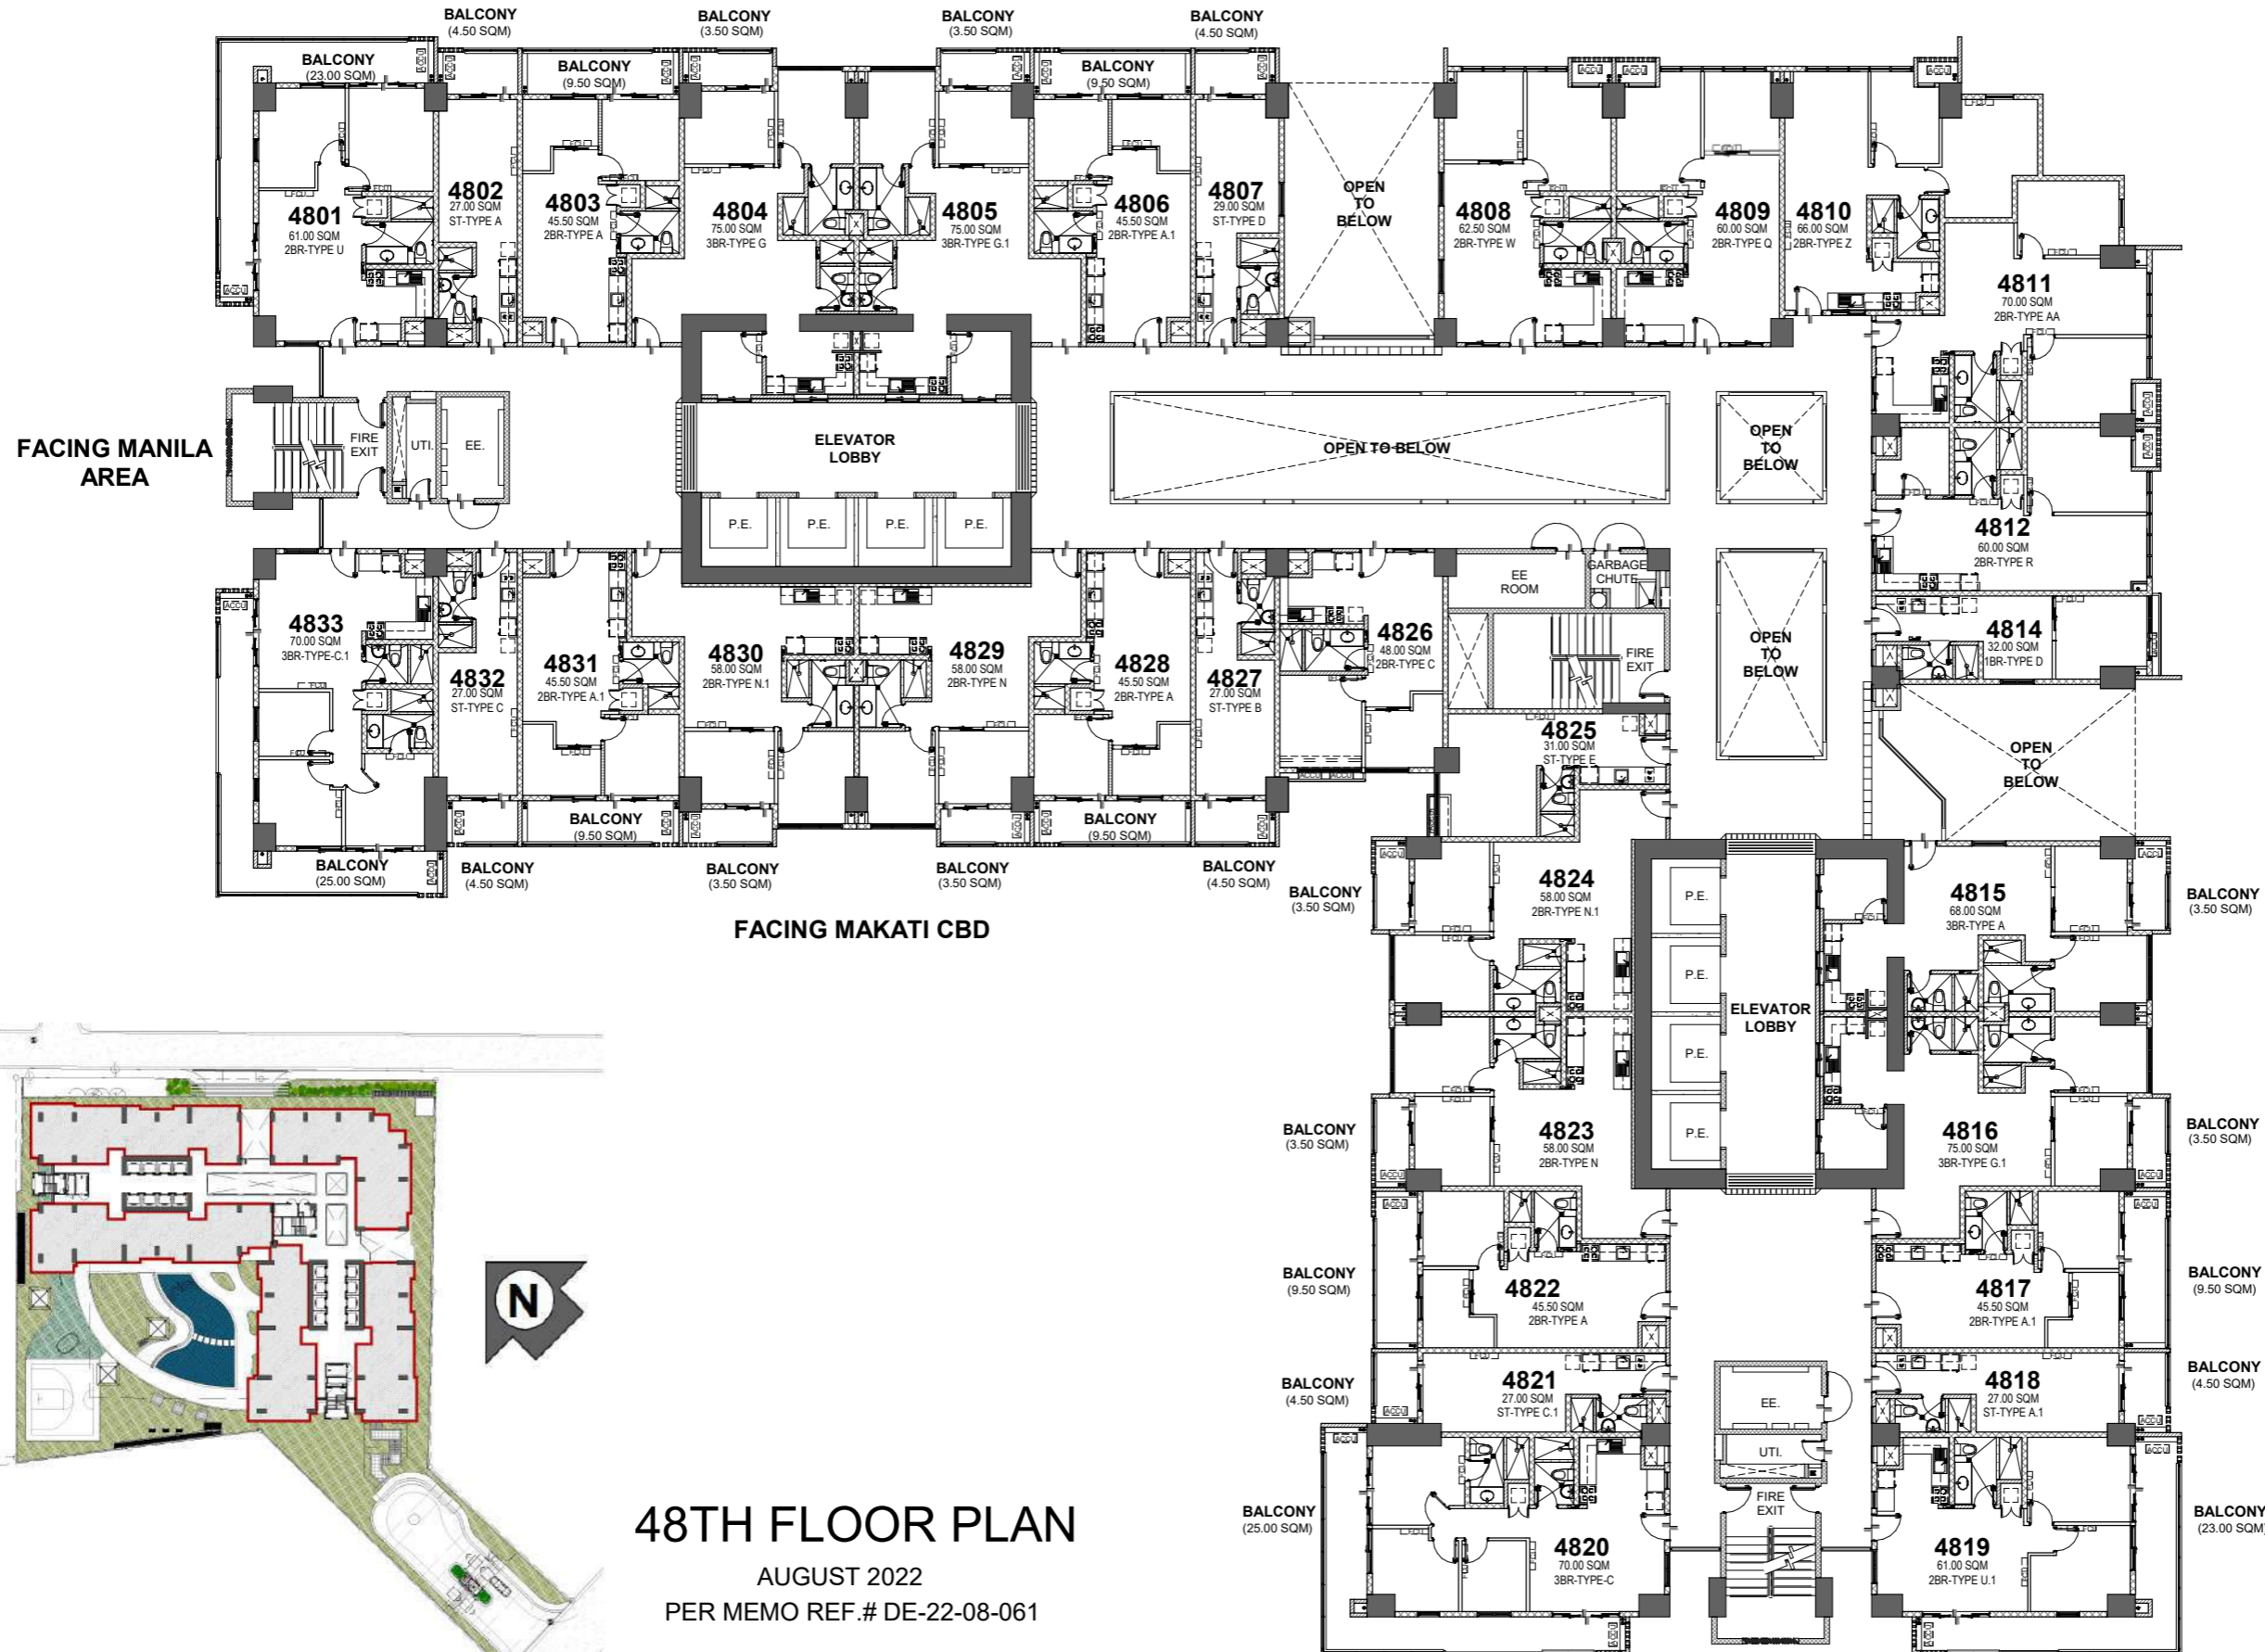 BALCONY
(4.50 SQM)
BALCONY
(3.50 SQM)
BALCONY
(3.50 SQM)
BALCONY
(4.50 SQM)
BALCONY
(23.00 SQM)
BALCONY
(9.50 SQM)
BALCONY
(9.50 SQM)
4801
61.00 SQM
2BR-TYPE U
4802
27.00 SQM
ST-TYPE A
4803
45.50 SQM
2BR-TYPE A
4804
75.00 SQM
3BR-TYPE G
4805
75.00 SQM
3BR-TYPE G.1
4806
45.50 SQM
2BR-TYPE A.1
4807
29.00 SQM
ST-TYPE D
OPEN
TO
BELOW
4808
62.50 SQM
2BR-TYPE W
4809
60.00 SQM
2BR-TYPE Q
4810
66.00 SQM
2BR-TYPE Z
4811
70.00 SQM
2BR-TYPE AA
FACING MANILA
AREA
FIRE
EXIT
UTI.
EE.
ELEVATOR
LOBBY
P.E.
P.E.
P.E.
P.E.
OPEN TO BELOW
OPEN
TO
BELOW
4812
60.00 SQM
2BR-TYPE R
EE
ROOM
GARBAGE
CHUTE
4833
70.00 SQM
3BR-TYPE-C.1
4832
27.00 SQM
ST-TYPE C
4831
45.50 SQM
2BR-TYPE A.1
4830
58.00 SQM
2BR-TYPE N.1
4829
58.00 SQM
2BR-TYPE N
4828
45.50 SQM
2BR-TYPE A
4827
27.00 SQM
ST-TYPE B
4826
48.00 SQM
2BR-TYPE C
FIRE
EXIT
OPEN
TO
BELOW
4814
32.00 SQM
1BR-TYPE D
4825
31.00 SQM
ST-TYPE E
OPEN
TO
BELOW
BALCONY
(9.50 SQM)
BALCONY
(9.50 SQM)
BALCONY
(25.00 SQM)
BALCONY
(4.50 SQM)
BALCONY
(3.50 SQM)
BALCONY
(3.50 SQM)
BALCONY
(4.50 SQM)
FACING MAKATI CBD
BALCONY
(3.50 SQM)
4824
58.00 SQM
2BR-TYPE N.1
P.E.
P.E.
P.E.
P.E.
ELEVATOR
LOBBY
4815
68.00 SQM
3BR-TYPE A
BALCONY
(3.50 SQM)
BALCONY
(3.50 SQM)
4823
58.00 SQM
2BR-TYPE N
4816
75.00 SQM
3BR-TYPE G.1
BALCONY
(3.50 SQM)
BALCONY
(9.50 SQM)
4822
45.50 SQM
2BR-TYPE A
4817
45.50 SQM
2BR-TYPE A.1
BALCONY
(9.50 SQM)
BALCONY
(4.50 SQM)
4821
27.00 SQM
ST-TYPE C.1
EE.
4818
27.00 SQM
ST-TYPE A.1
BALCONY
(4.50 SQM)
UTI.
FIRE
EXIT
BALCONY
(25.00 SQM)
4820
70.00 SQM
3BR-TYPE-C
4819
61.00 SQM
2BR-TYPE U.1
BALCONY
(23.00 SQM)
N
48TH FLOOR PLAN
AUGUST 2022
PER MEMO REF.# DE-22-08-061